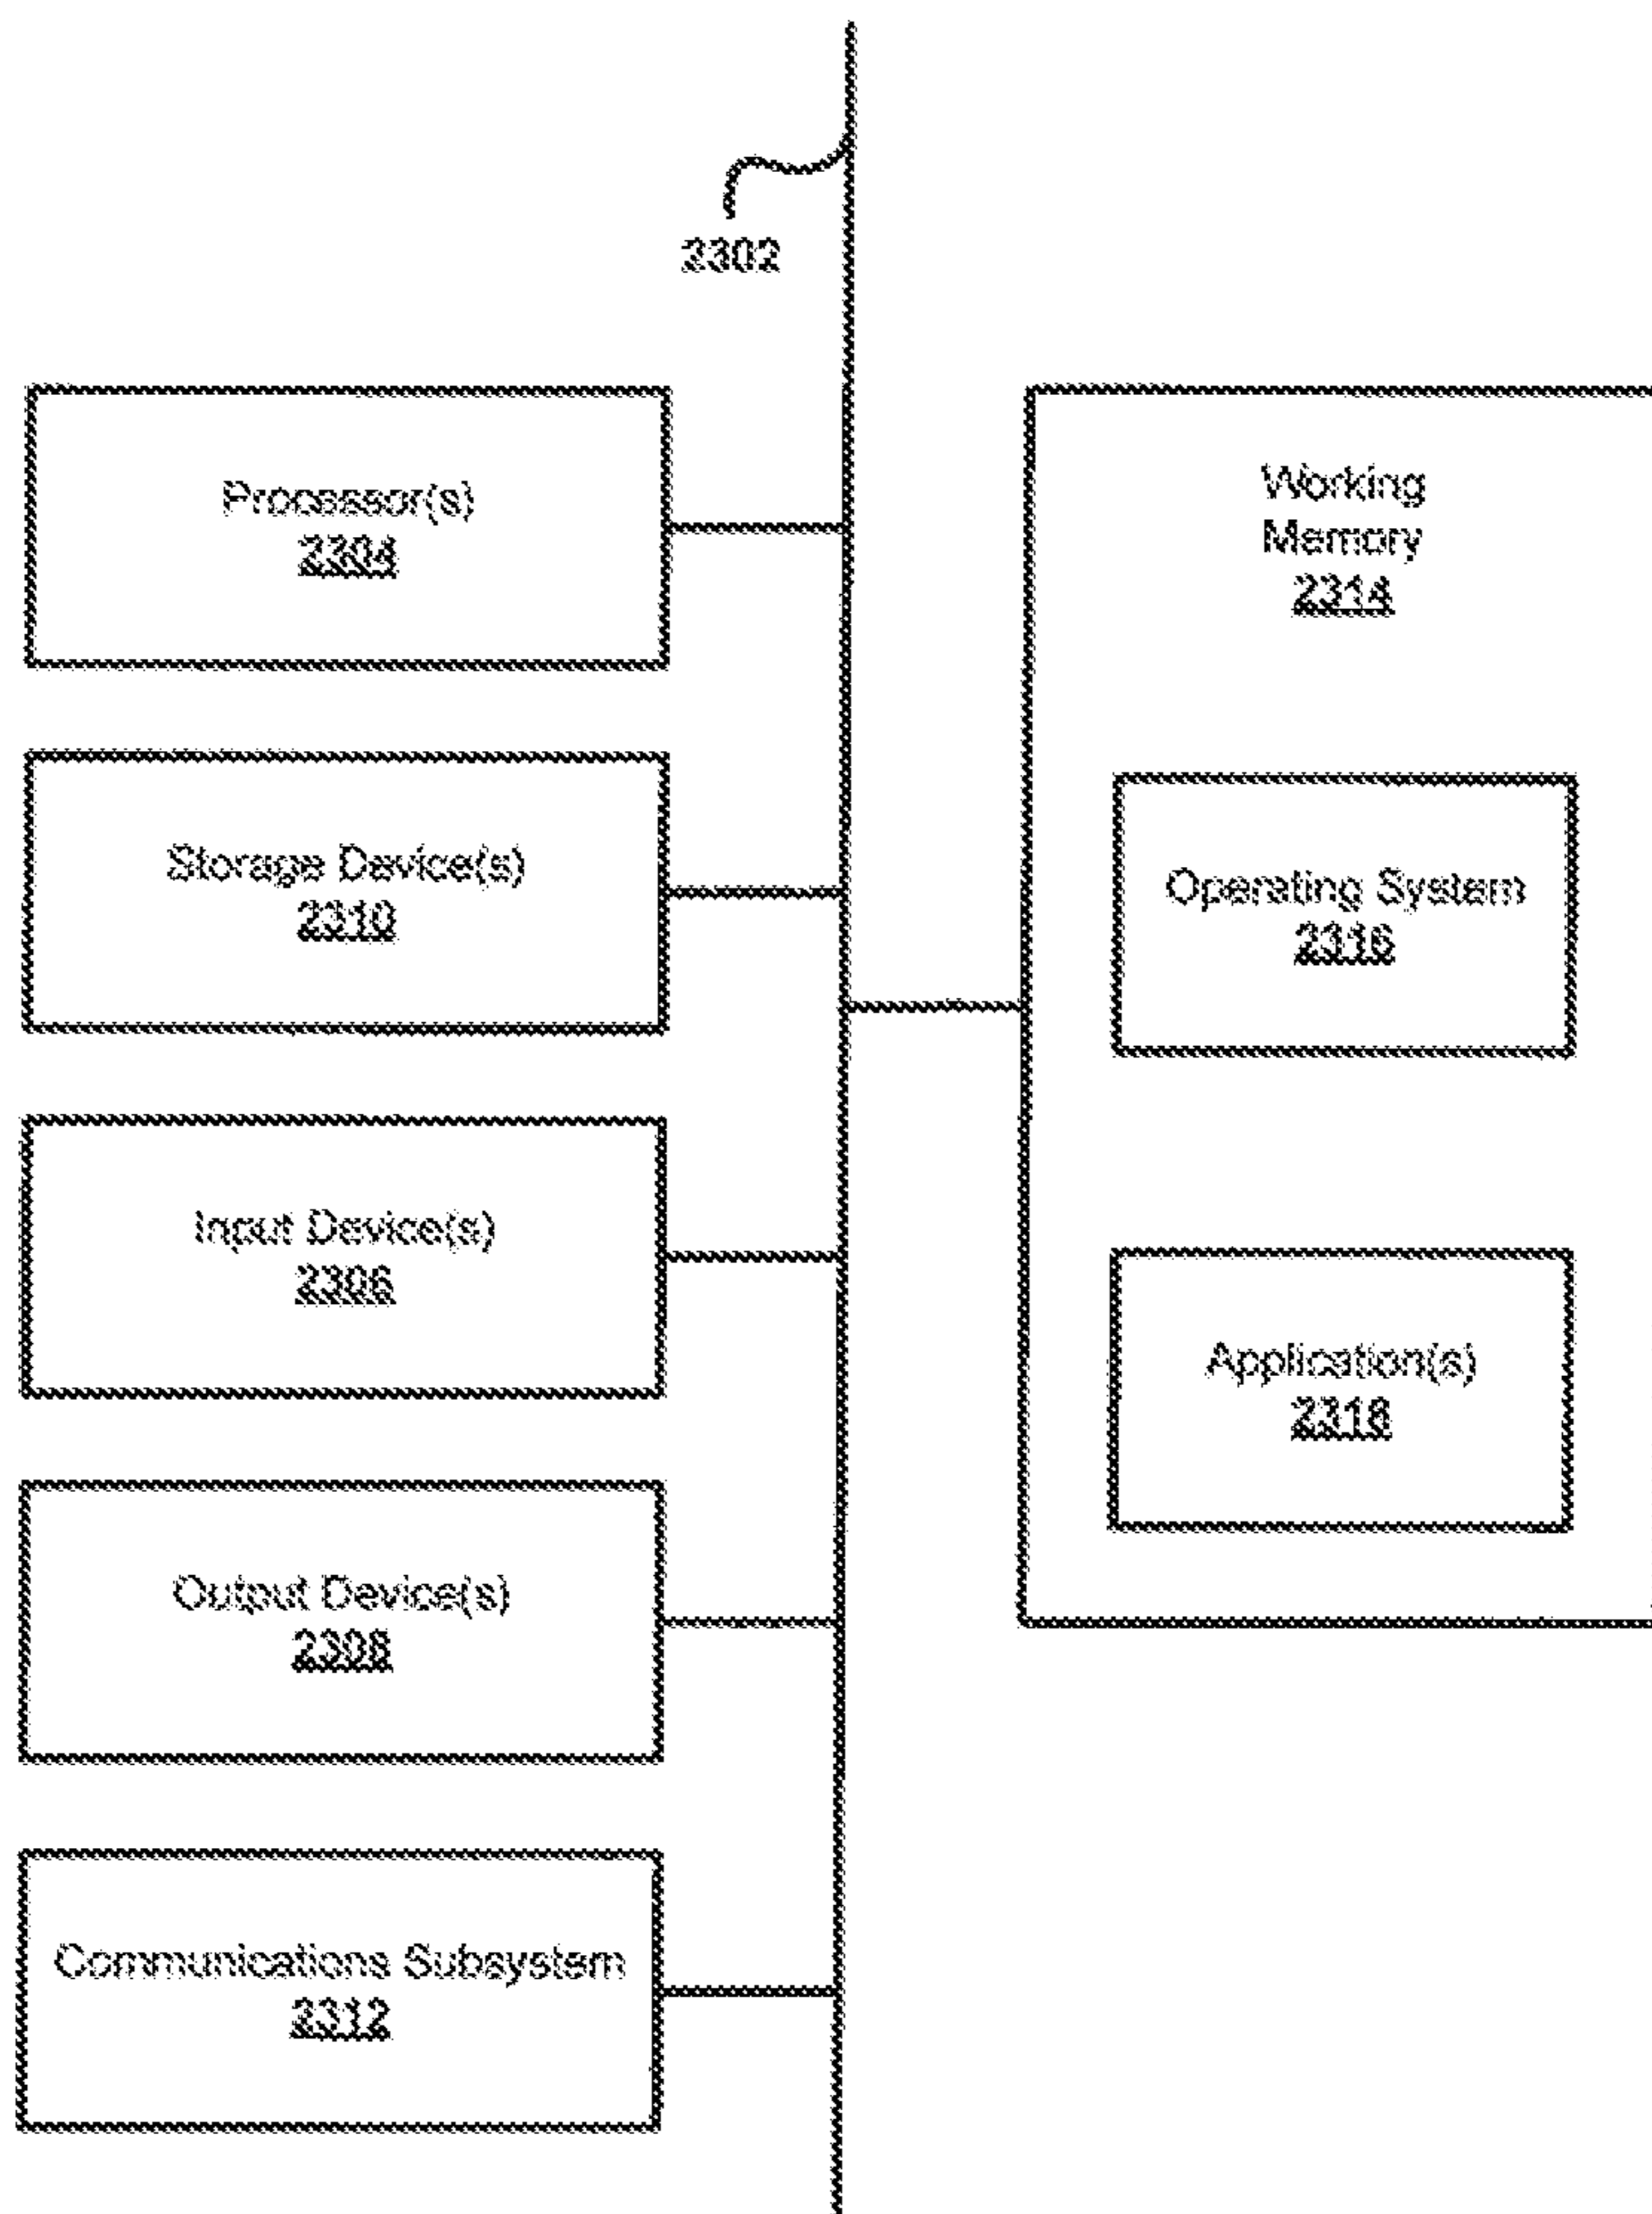 2302
Processor(s)
2304
Storage Device(s)
2310
Input Device(s)
2306
Output Device(s)
2308
Communications Subsystem
2312
Working
Memory
2314
Operating System
2316
Application(s)
2318